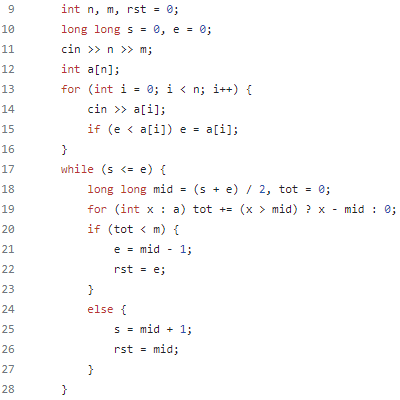 9 int n, m, rst = 0;
10 long long s = 0, e = 0;
11 cin >> n >> m;
12 int a[n];
13 for (int i = 0; i < n; i++) {
14 cin >> a[i];
15 if (e < a[i]) e = a[i];
16 }
17 while (s <= e) {
18 long long mid = (s + e) / 2, tot = 0;
19 for (int x : a) tot += (x > mid) ? x - mid : 0;
20 if (tot < m) {
21 e = mid - 1;
22 rst = e;
23 }
24 else {
25 s = mid + 1;
26 rst = mid;
27 }
28 }